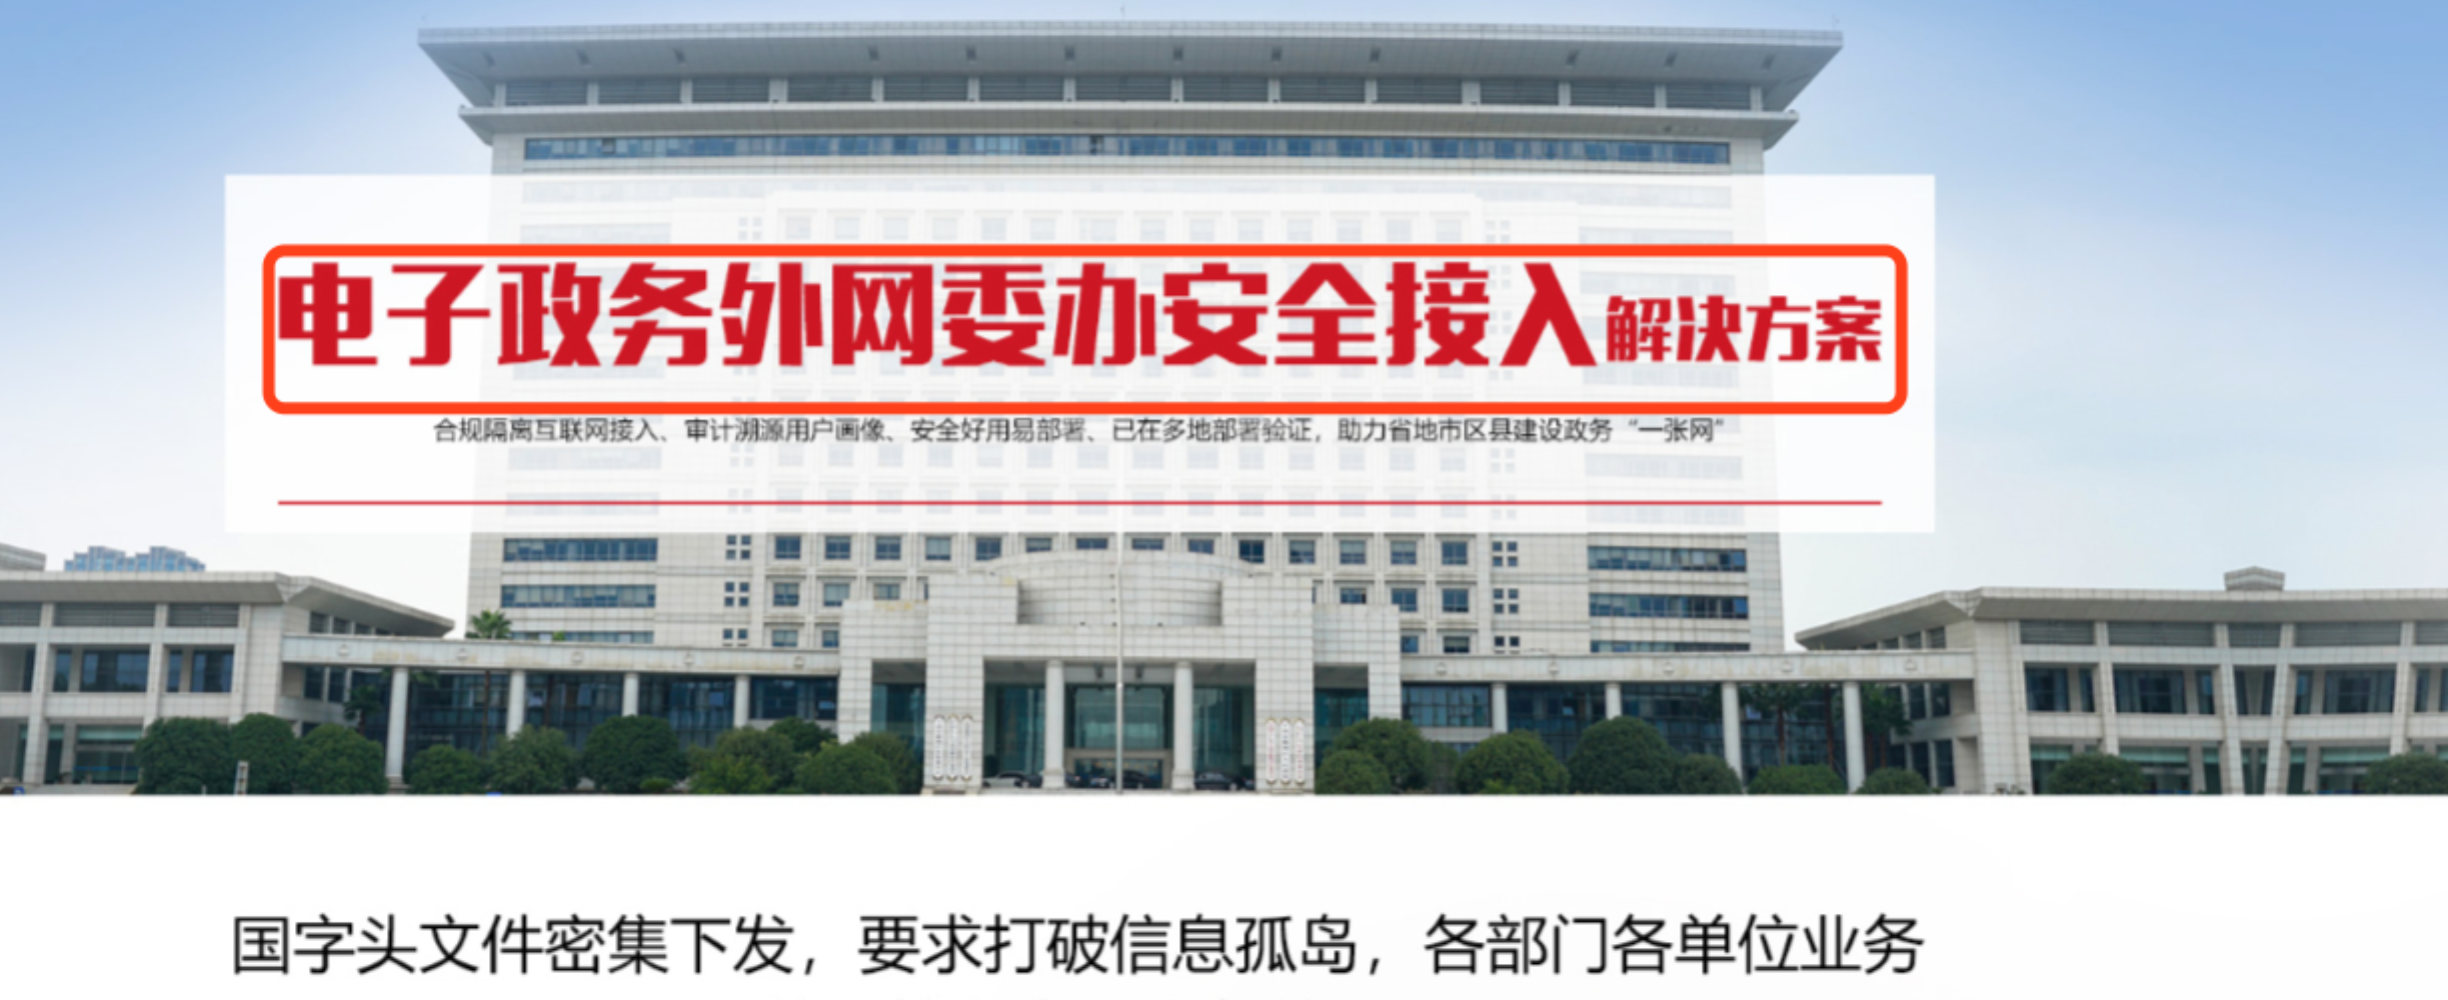 电子政务外网委办安全接入解决方案
合规隔离互联网接入、审计溯源用户画像、安全好用易部署、已在多地部署验证，助力省地市区县建设政务“一张网”
国字头文件密集下发，要求打破信息孤岛，各部门各单位业务